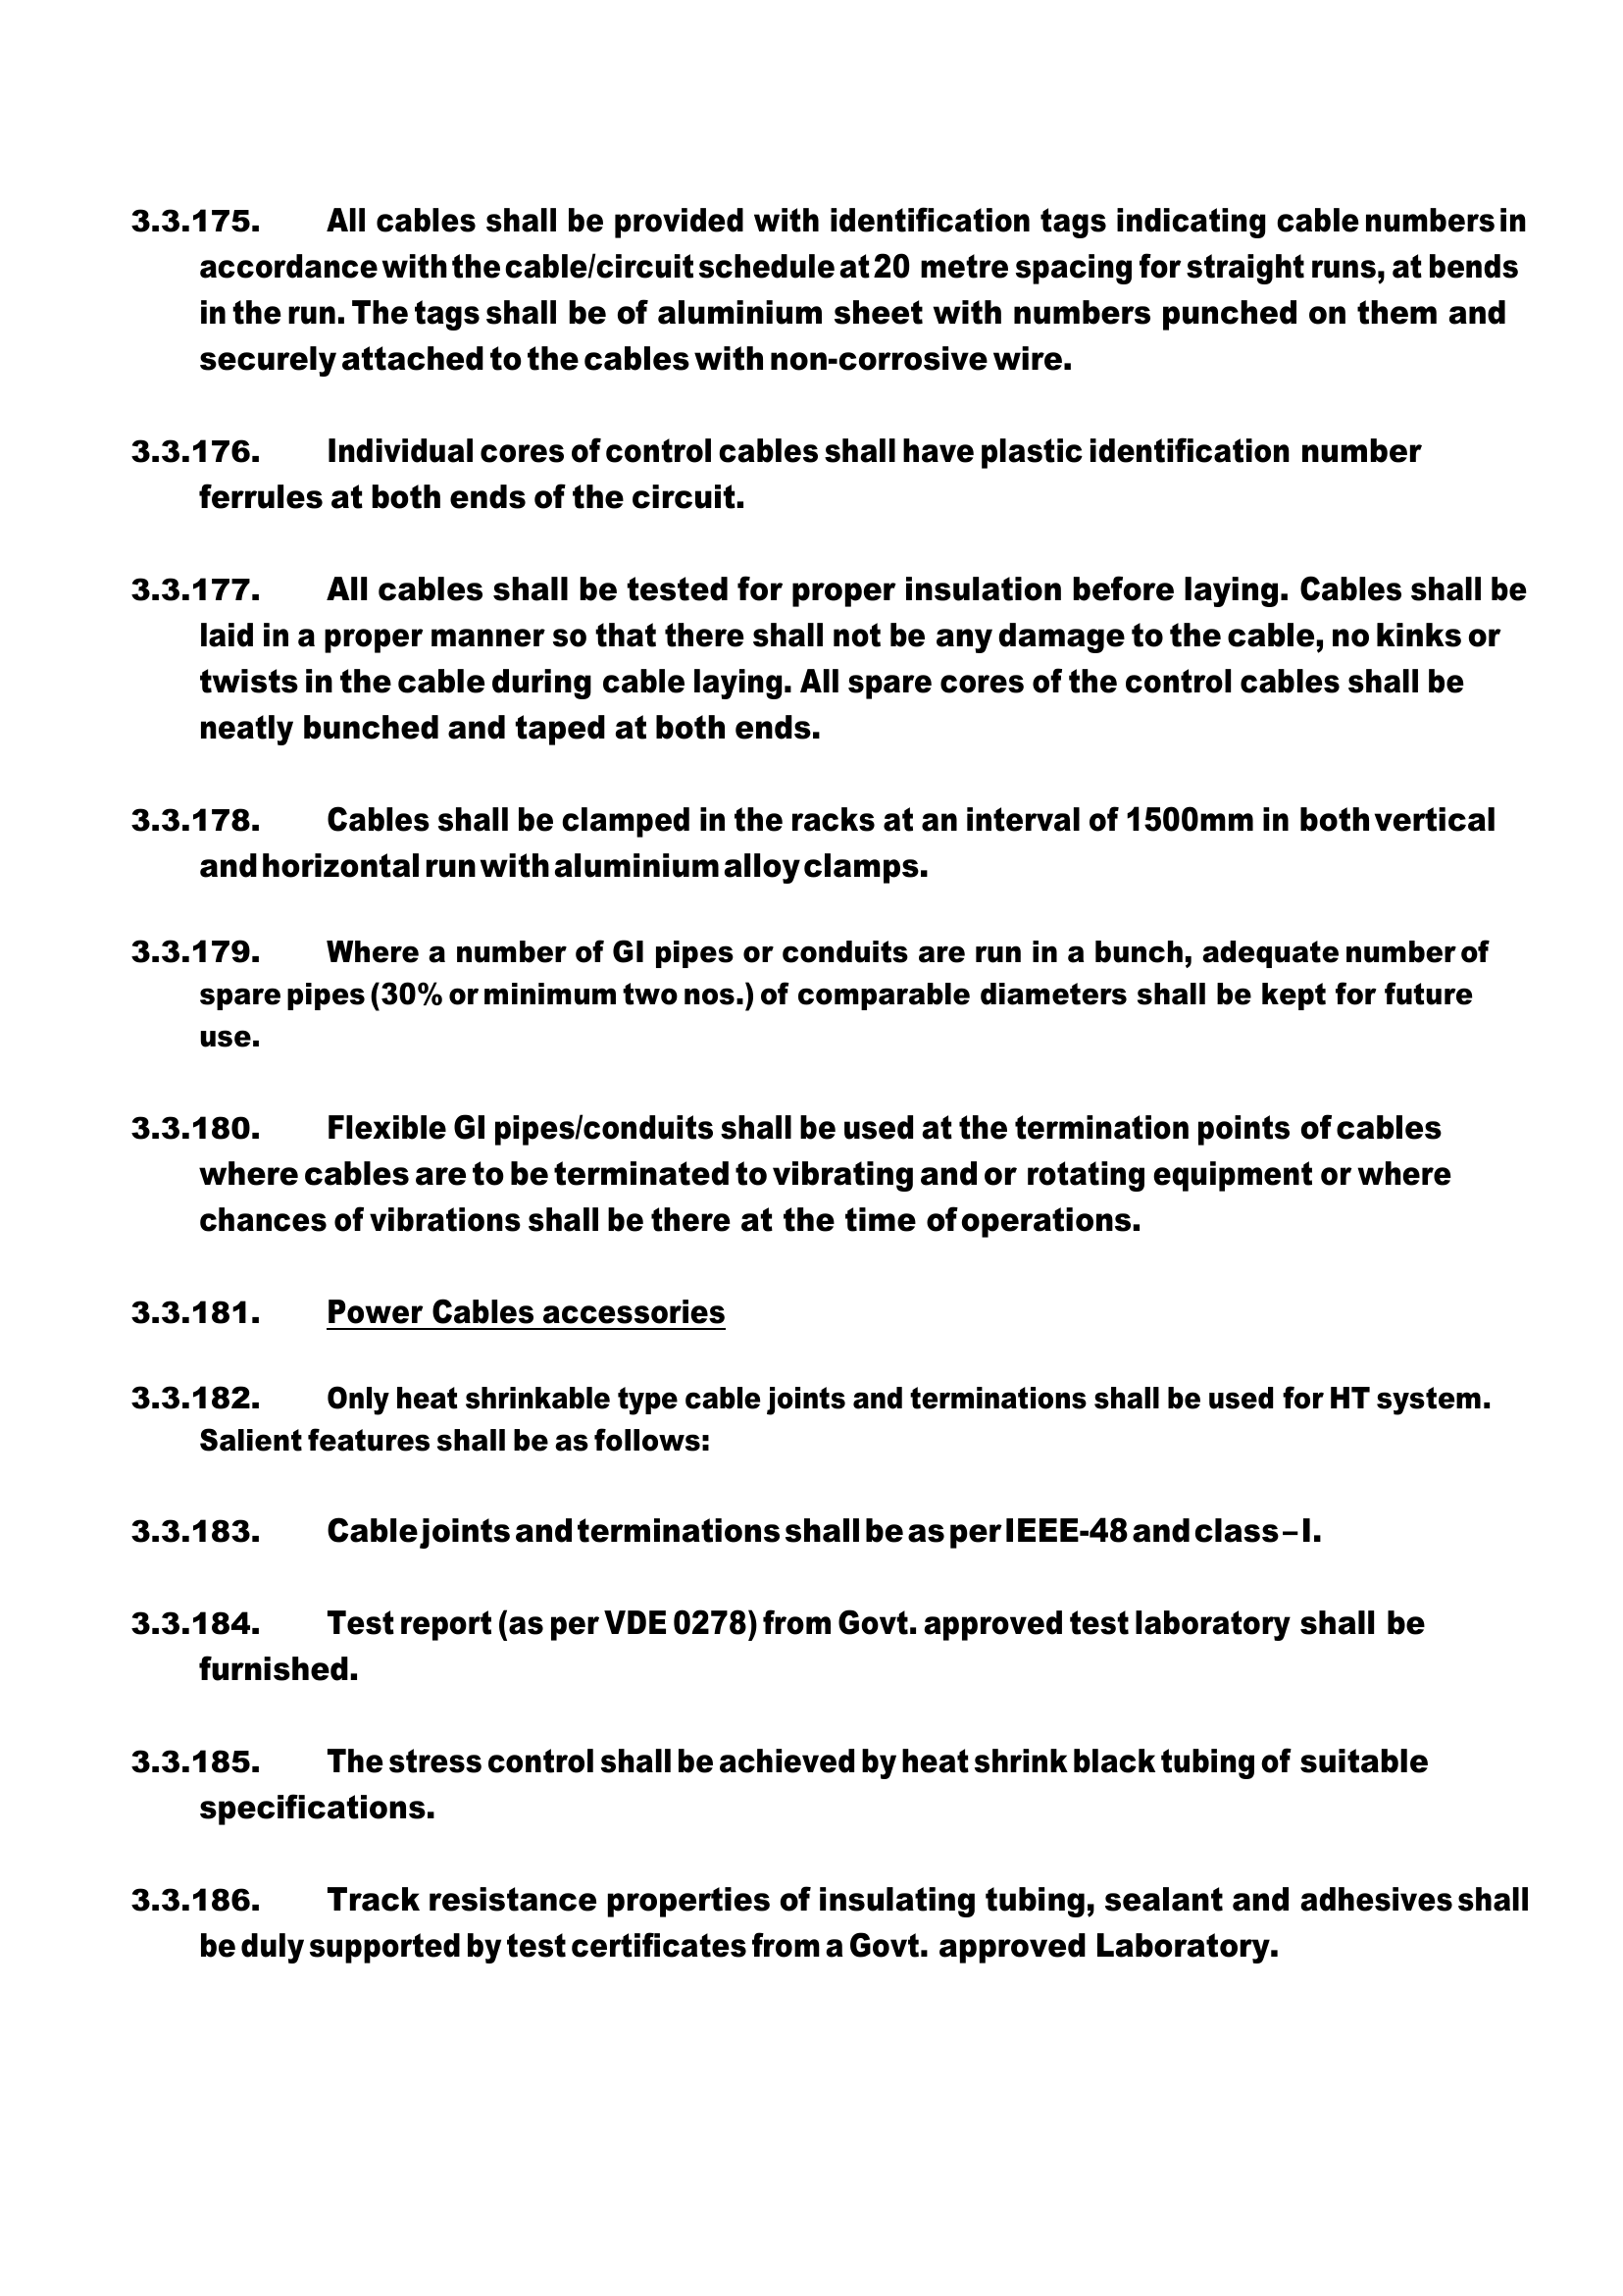 3.3.175. All cables shall be provided with identification tags indicating cable numbers in
accordance with the cable/circuit schedule at 20 metre spacing for straight runs, at bends
in the run. The tags shall be of aluminium sheet with numbers punched on them and
securely attached to the cables with non-corrosive wire.
3.3.176. Individual cores of control cables shall have plastic identification number
ferrules at both ends of the circuit.
3.3.177. All cables shall be tested for proper insulation before laying. Cables shall be
laid in a proper manner so that there shall not be any damage to the cable, no kinks or
twists in the cable during cable laying. All spare cores of the control cables shall be
neatly bunched and taped at both ends.
3.3.178. Cables shall be clamped in the racks at an interval of 1500mm in both vertical
and horizontal run with aluminium alloy clamps.
3.3.179. Where a number of GI pipes or conduits are run in a bunch, adequate number of
spare pipes (30% or minimum two nos.) of comparable diameters shall be kept for future
use.
3.3.180. Flexible GI pipes/conduits shall be used at the termination points of cables
where cables are to be terminated to vibrating and or rotating equipment or where
chances of vibrations shall be there at the time of operations.
3.3.181. Power Cables accessories
3.3.182. Only heat shrinkable type cable joints and terminations shall be used for HT system.
Salient features shall be as follows:
3.3.183. Cable joints and terminations shall be as per IEEE-48 and class – I.
3.3.184. Test report (as per VDE 0278) from Govt. approved test laboratory shall be
furnished.
3.3.185. The stress control shall be achieved by heat shrink black tubing of suitable
specifications.
3.3.186. Track resistance properties of insulating tubing, sealant and adhesives shall
be duly supported by test certificates from a Govt. approved Laboratory.